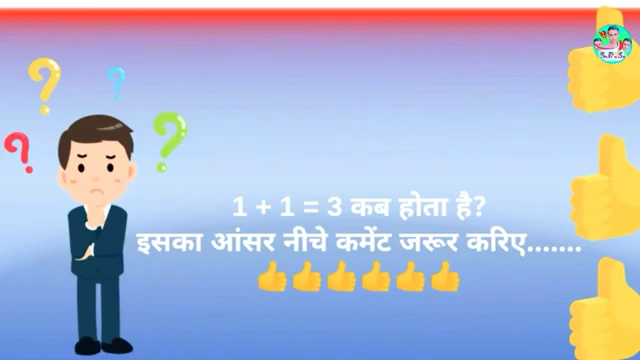 1 + 1 = 3 कब होता है?
इसका आंसर नीचे कमेंट जरूर करिए.......